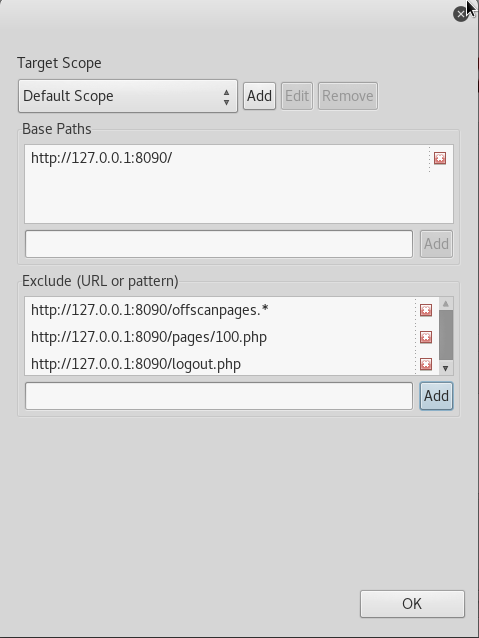 Target Scope
Default Scope Add Edit Remove
Base Paths
http://127.0.0.1:8090/
Add
Exclude (URL or pattern)
http://127.0.0.1:8090/offscanpages.*
http://127.0.0.1:8090/pages/100.php
http://127.0.0.1:8090/logout.php
Add
OK